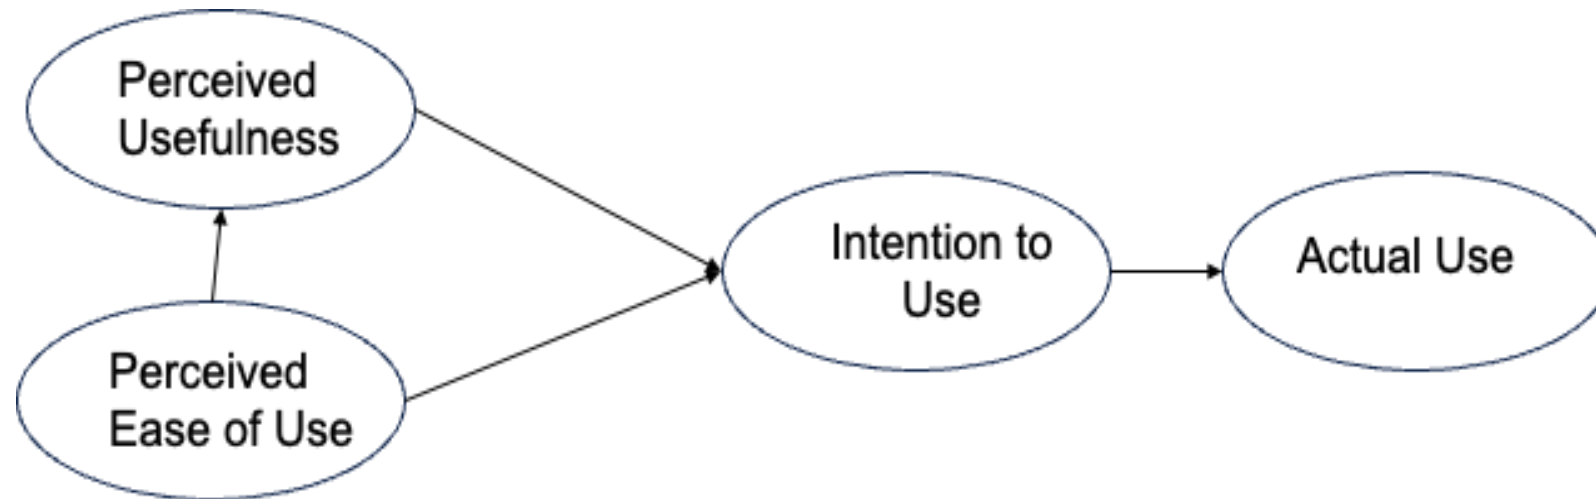 Perceived
Usefulness
Perceived
Ease of Use
Intention to
Use
Actual Use